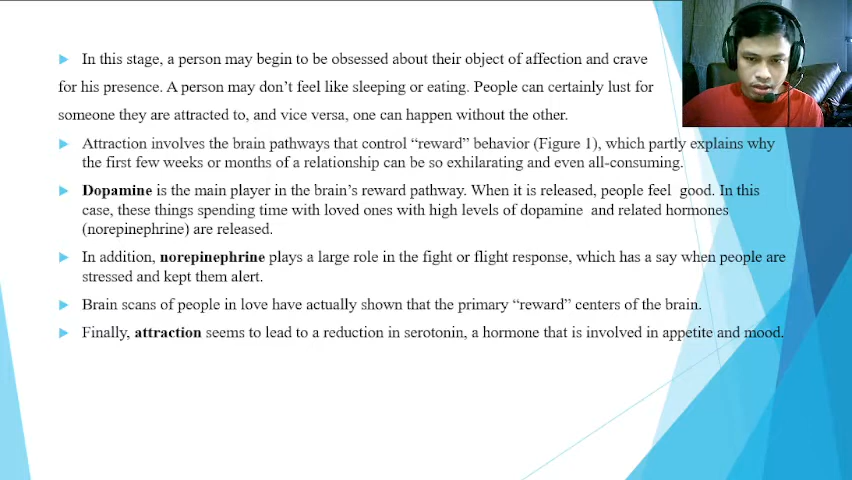 In this stage, a person may begin to be obsessed about their object of affection and crave
for his presence. A person may don’t feel like sleeping or eating. People can certainly lust for
someone they are attracted to, and vice versa, one can happen without the other.
Attraction involves the brain pathways that control “reward” behavior (Figure 1), which partly explains why
the first few weeks or months of a relationship can be so exhilarating and even all-consuming.
Dopamine is the main player in the brain’s reward pathway. When it is released, people feel good. In this
case, these things spending time with loved ones with high levels of dopamine and related hormones
(norepinephrine) are released.
In addition, norepinephrine plays a large role in the fight or flight response, which has a say when people are
stressed and kept them alert.
Brain scans of people in love have actually shown that the primary “reward” centers of the brain.
Finally, attraction seems to lead to a reduction in serotonin, a hormone that is involved in appetite and mood.